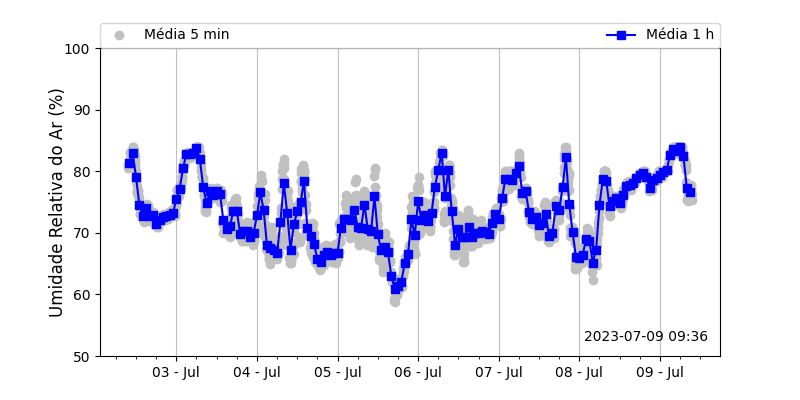 Média 5 min
Média 1 h
Umidade Relativa do Ar (%)
100
90
80
70
60
50
2023-07-09 09:36
03 - Jul
04 - Jul
05 - Jul
06 - Jul
07 - Jul
08 - Jul
09 - Jul